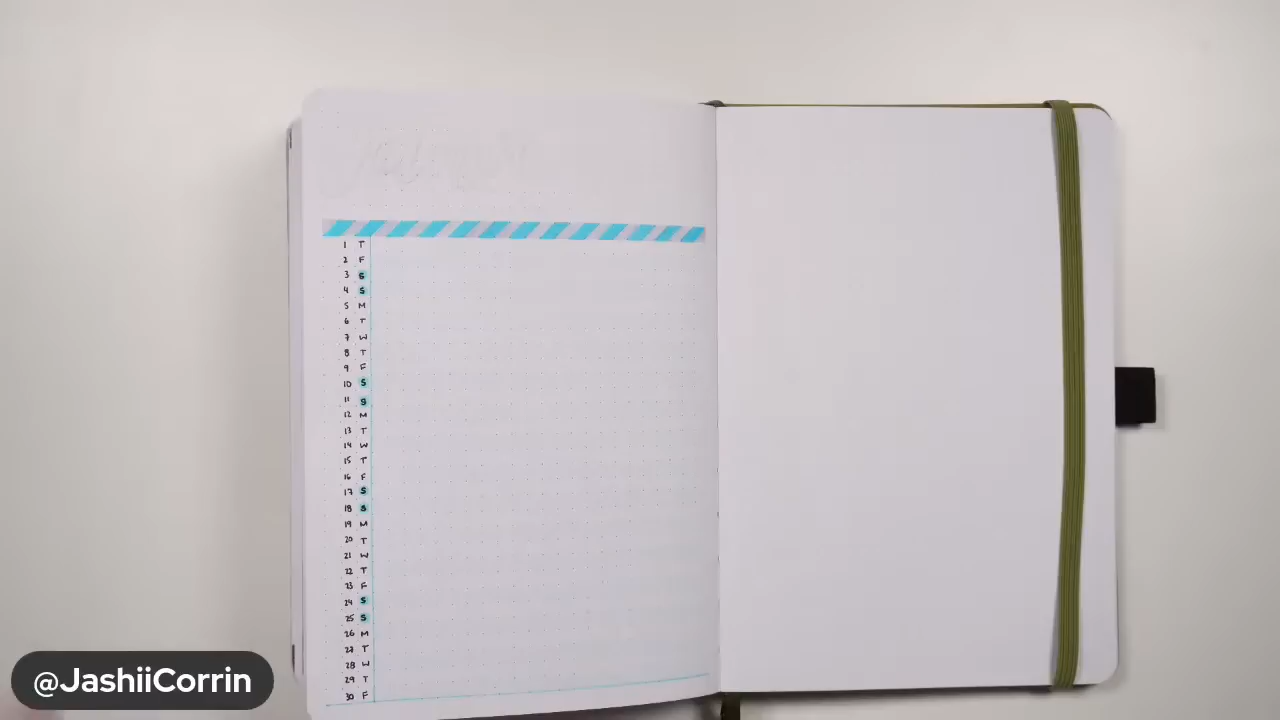 1 T
2 F
3 S
4 S
5 M
6 T
7 W
8 T
9 F
10 S
11 S
12 M
13 T
14 W
15 T
16 F
17 S
18 S
19 M
20 T
21 W
22 T
23 F
24 S
25 S
26 M
27 T
28 W
29 T
30 F
@JashiiCorrin